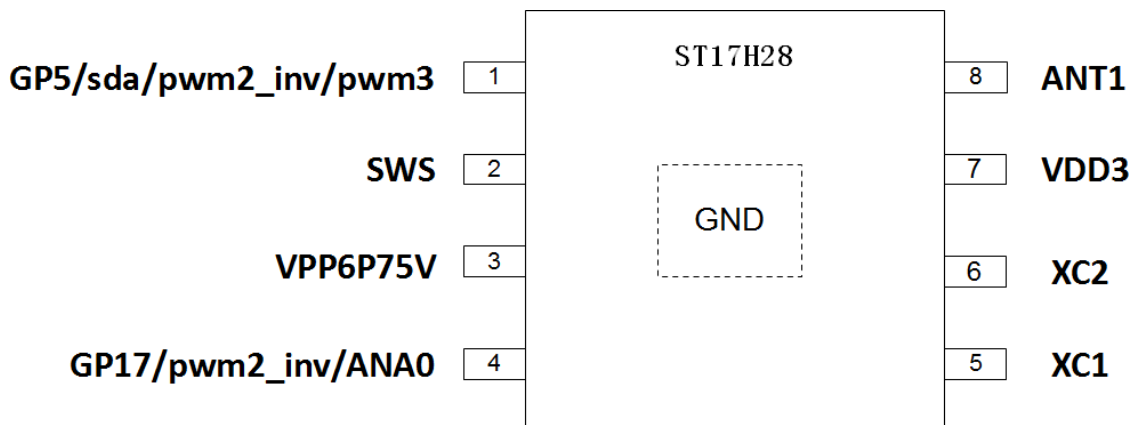 ST17H28
GP5/sda/pwm2_inv/pwm3 1 8 ANT1
SWS 2 7 VDD3
GND
VPP6P75V 3 6 XC2
GP17/pwm2_inv/ANA0 4 5 XC1